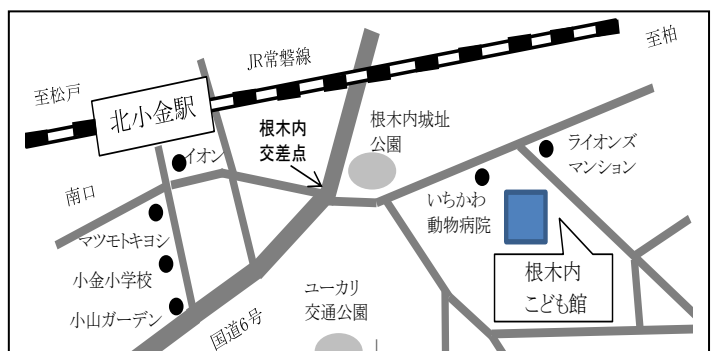 JR常磐線
至柏
至松戸
北小金駅
根木内
交差点
根木内城址
公園
ライオンズ
マンション
イオン
南口
いちかわ
動物病院
マツモトキヨシ
小金小学校
小山ガーデン
根木内
こども館
ユーカリ
交通公園
国道6号